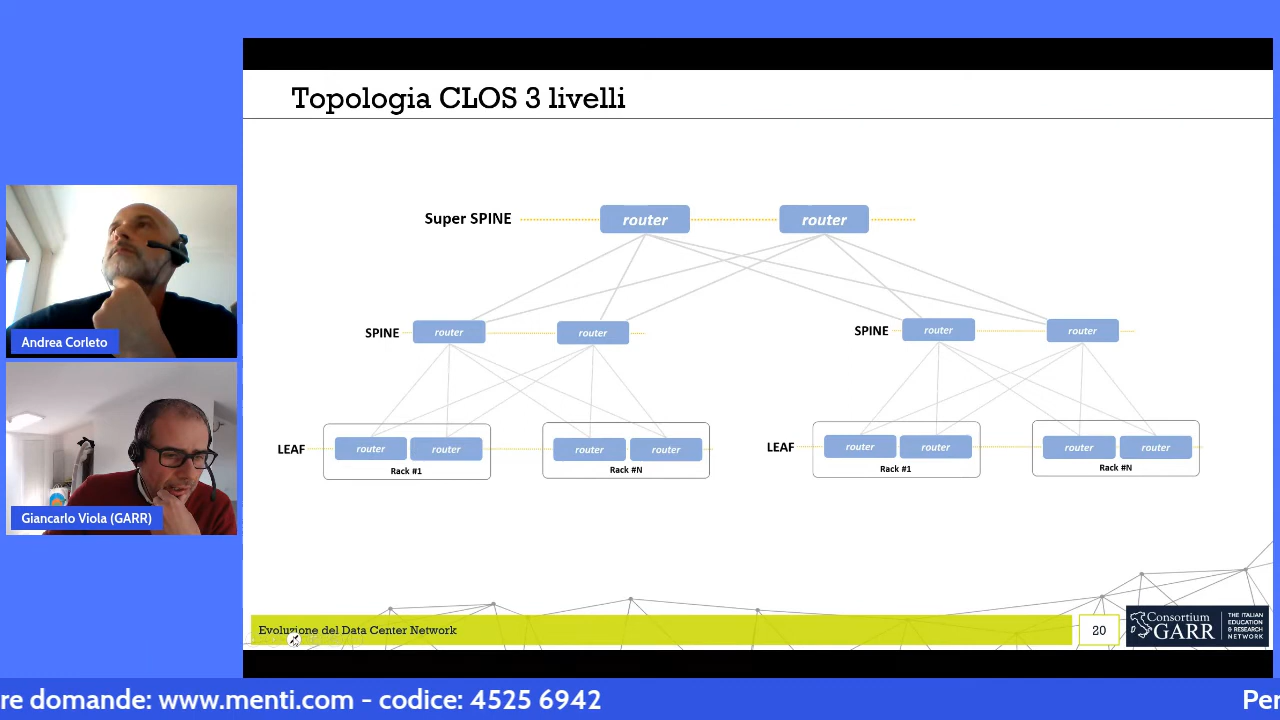 Topologia CLOS 3 livelli
Super SPINE
router
router
SPINE
router
router
SPINE
router
router
LEAF
router
router
Rack #1
router
router
Rack #N
LEAF
router
router
Rack #1
router
router
Rack #N
Andrea Corleto
Giancarlo Viola (GARR)
Evoluzione del Data Center Network
20
Consortium
GARR
THE ITALIAN
EDUCATION
& RESEARCH
NETWORK
re domande: www.menti.com - codice: 4525 6942
Per